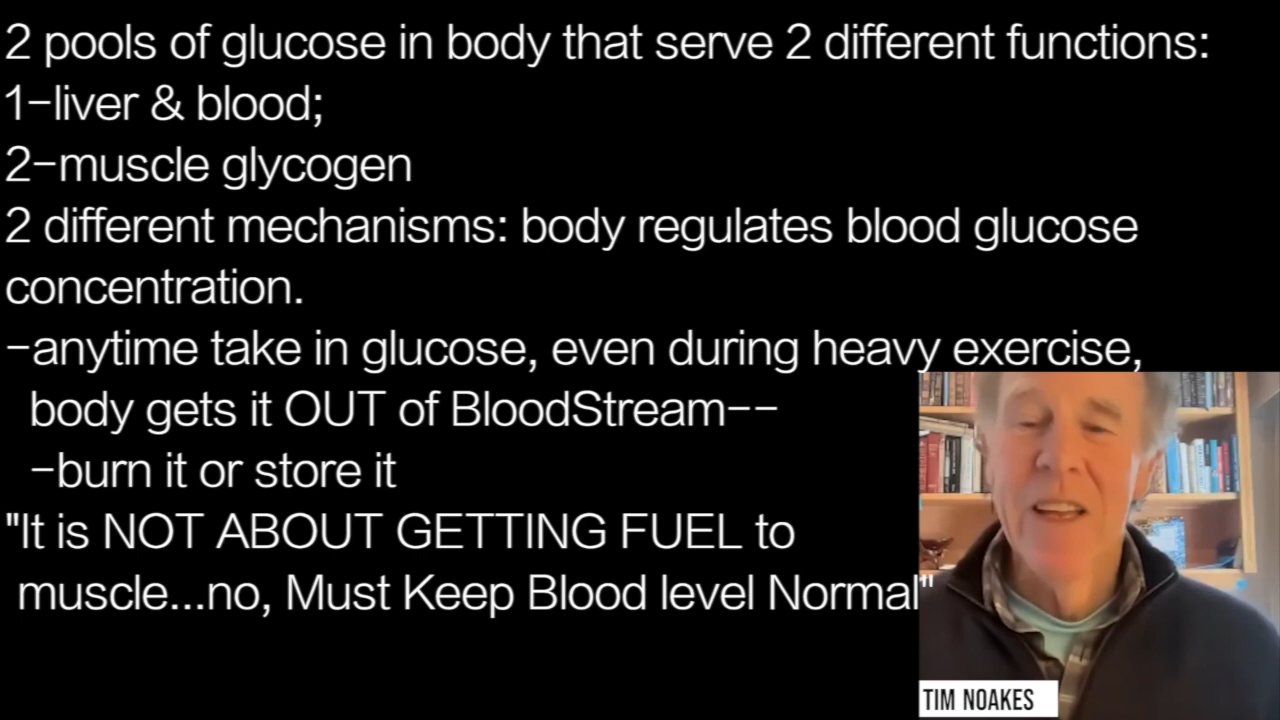 2 pools of glucose in body that serve 2 different functions:
1-liver & blood;
2-muscle glycogen
2 different mechanisms: body regulates blood glucose
concentration.
-anytime take in glucose, even during heavy exercise,
body gets it OUT of BloodStream--
-burn it or store it
"It is NOT ABOUT GETTING FUEL to
muscle...no, Must Keep Blood level Normal"
TIM NOAKES